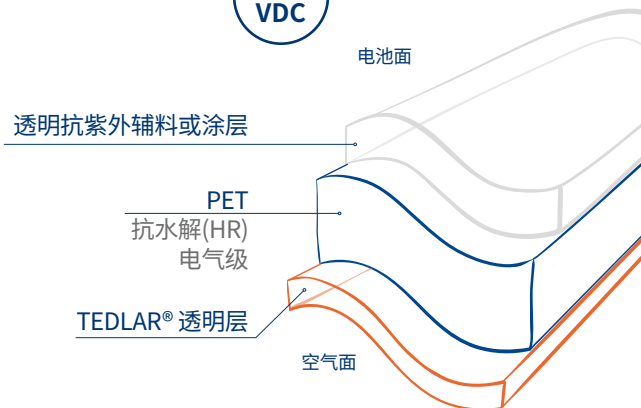 VDC
电池面
透明抗紫外辅料或涂层
PET
抗水解(HR)
电气级
TEDLAR® 透明层
空气面